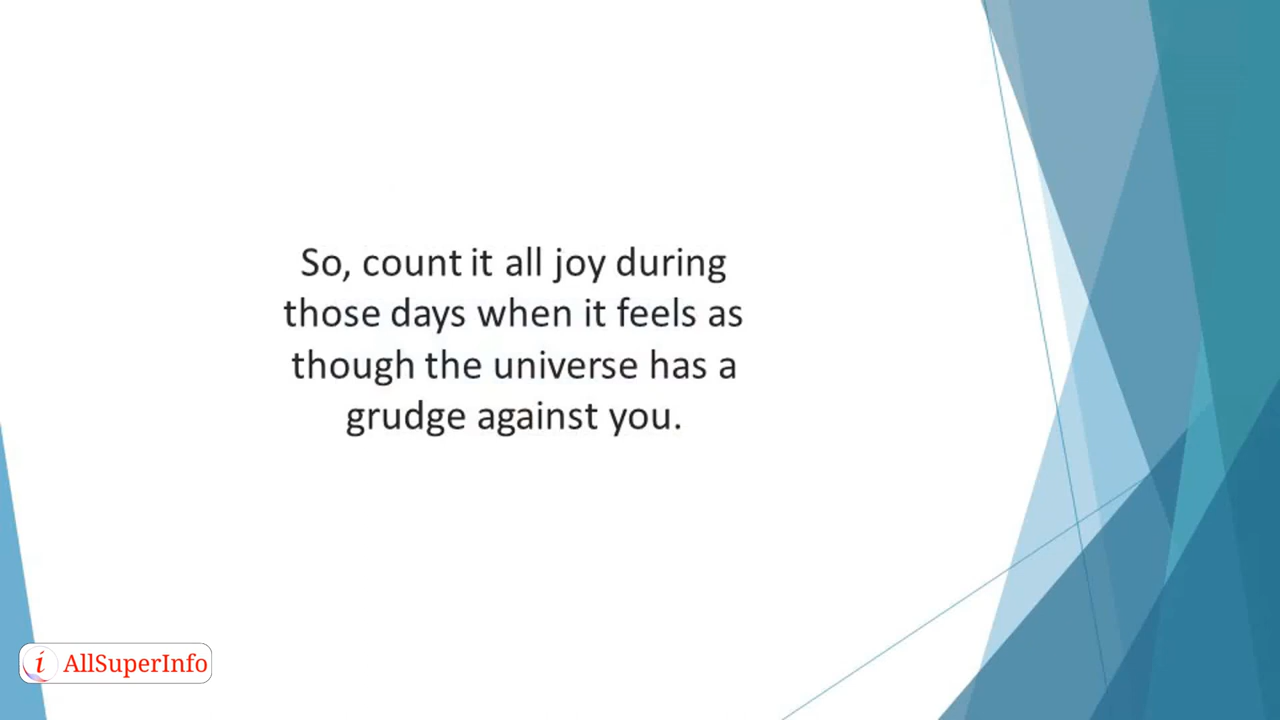 So, count it all joy during
those days when it feels as
though the universe has a
grudge against you.
i AllSuperInfo